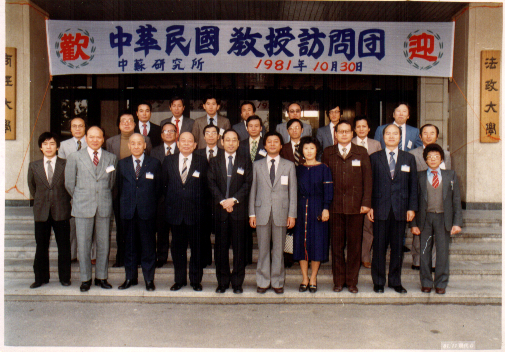 歡 中華民國 教授訪問団 迎
中蘇研究所 1981年10月30日
法政大學